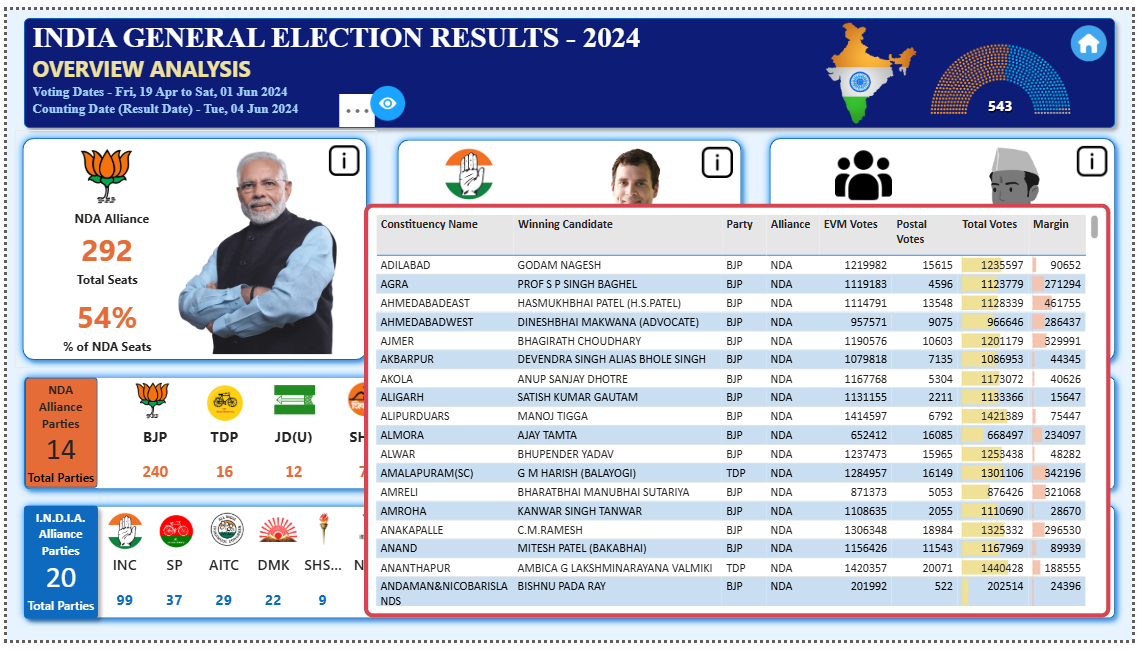 INDIA GENERAL ELECTION RESULTS - 2024
OVERVIEW ANALYSIS
Voting Dates - Fri, 19 Apr to Sat, 01 Jun 2024
Counting Date (Result Date) - Tue, 04 Jun 2024
543
NDA Alliance
292
Total Seats
54%
% of NDA Seats
NDA
Alliance
Parties
14
Total Parties
BJP TDP JD(U) SH
240 16 12 7
I.N.D.I.A.
Alliance
Parties
20
Total Parties
INC SP AITC DMK SHS... N
99 37 29 22 9
Constituency Name Winning Candidate Party Alliance EVM Votes Postal Votes Total Votes Margin
ADILABAD GODAM NAGESH BJP NDA 1219982 15615 1235597 90652
AGRA PROF S P SINGH BAGHEL BJP NDA 1119183 4596 1123779 271294
AHMEDABADEAST HASMUKHBHAI PATEL (H.S.PATEL) BJP NDA 1114791 13548 1128339 461755
AHMEDABADWEST DINESHBHAI MAKWANA (ADVOCATE) BJP NDA 957571 9075 966646 286437
AJMER BHAGIRATH CHOUDHARY BJP NDA 1190576 10603 1201179 329991
AKBARPUR DEVENDRA SINGH ALIAS BHOLE SINGH BJP NDA 1079818 7135 1086953 44345
AKOLA ANUP SANJAY DHOTRE BJP NDA 1167768 5304 1173072 40626
ALIGARH SATISH KUMAR GAUTAM BJP NDA 1131155 2211 1133366 15647
ALIPURDUARS MANOJ TIGGA BJP NDA 1414597 6792 1421389 75447
ALMORA AJAY TAMTA BJP NDA 652412 16085 668497 234097
ALWAR BHUPENDER YADAV BJP NDA 1237473 15965 1253438 48282
AMALAPURAM(SC) G M HARISH (BALAYOGI) TDP NDA 1284957 16149 1301106 342196
AMRELI BHARATBHAI MANUBHAI SUTARIYA BJP NDA 871373 5053 876426 321068
AMROHA KANWAR SINGH TANWAR BJP NDA 1108635 2055 1110690 28670
ANAKAPALLE C.M.RAMESH BJP NDA 1306348 18984 1325332 296530
ANAND MITESH PATEL (BAKABHAI) BJP NDA 1156426 11543 1167969 89939
ANANTHAPUR AMBICA G LAKSHMINARAYANA VALMIKI TDP NDA 1420357 20071 1440428 188555
ANDAMAN&NICOBARISLA BISHNU PADA RAY BJP NDA 201992 522 202514 24396
NDS